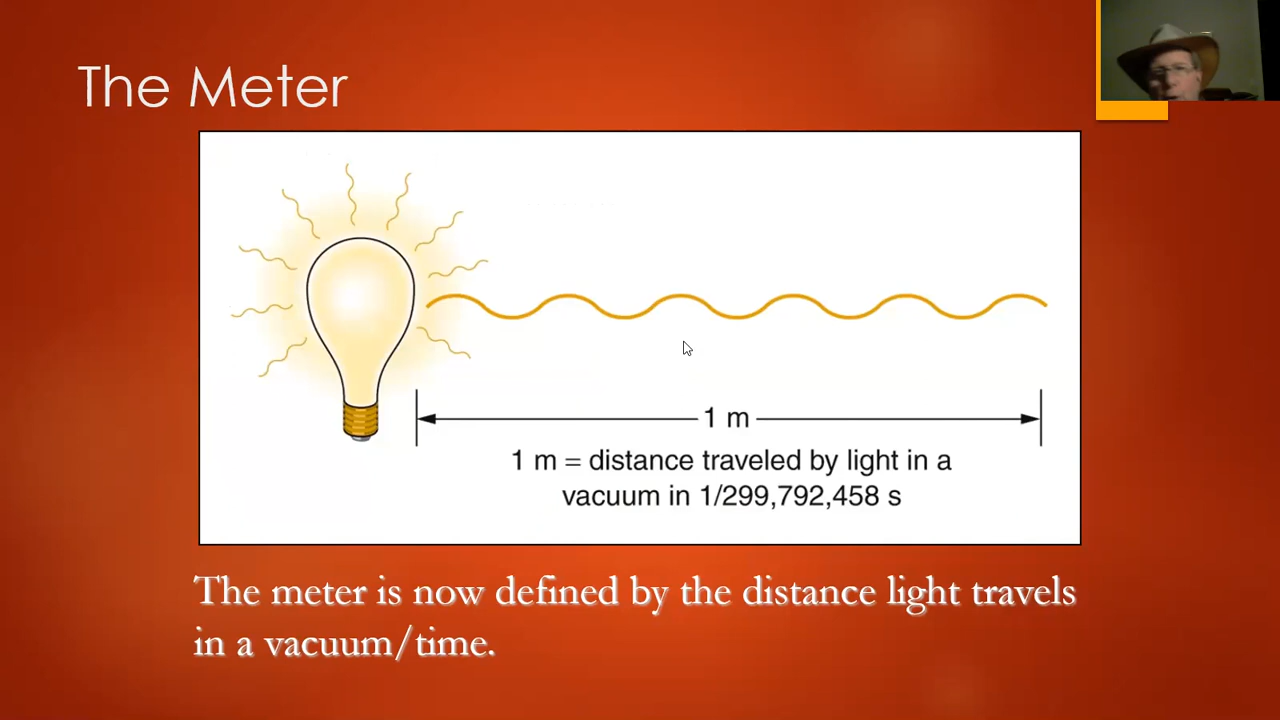 The Meter
1 m
1 m = distance traveled by light in a
vacuum in 1/299,792,458 s
The meter is now defined by the distance light travels
in a vacuum/time.